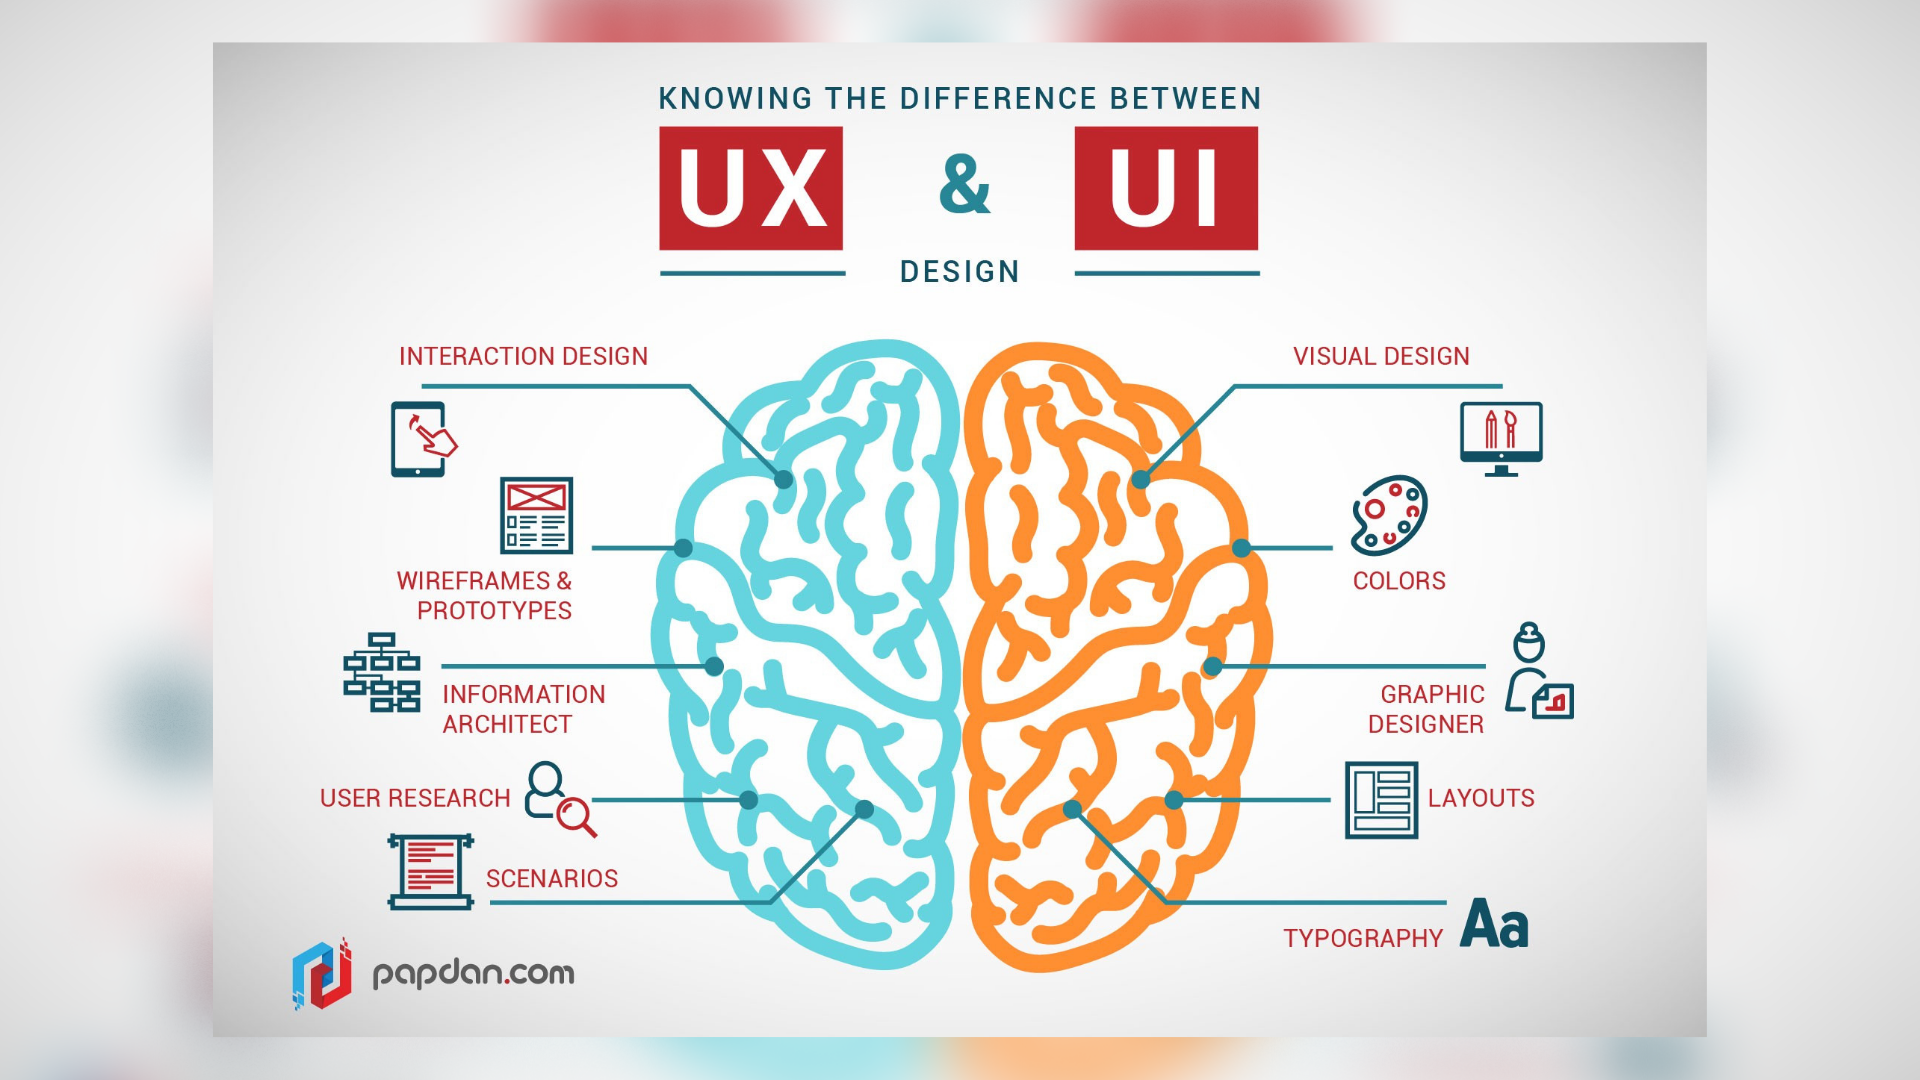 KNOWING THE DIFFERENCE BETWEEN
UX & UI
DESIGN
INTERACTION DESIGN
WIREFRAMES &
PROTOTYPES
INFORMATION
ARCHITECT
USER RESEARCH
SCENARIOS
VISUAL DESIGN
COLORS
GRAPHIC
DESIGNER
LAYOUTS
TYPOGRAPHY Aa
papdan.com